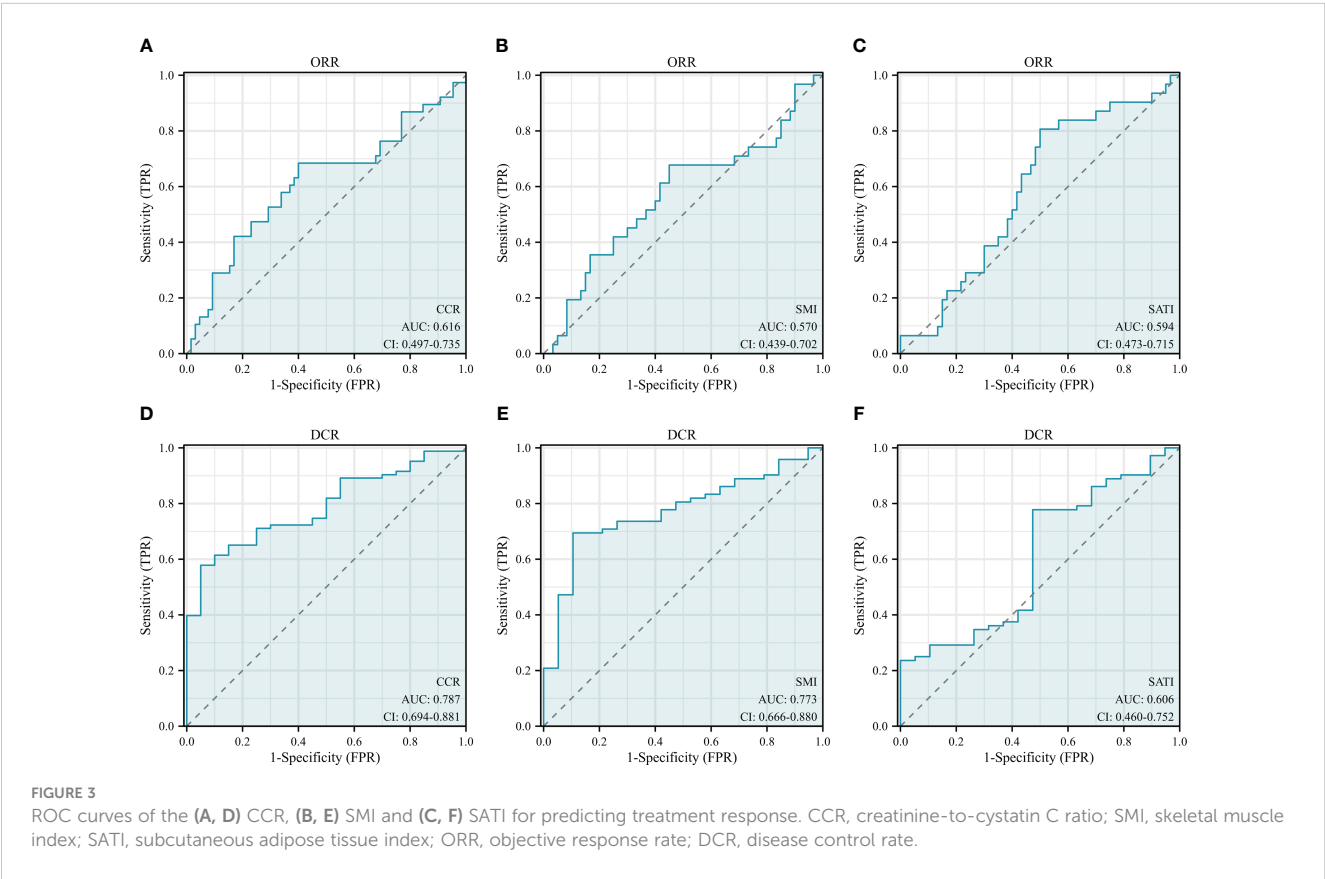 A
ORR
Sensitivity (TPR)
1.0
0.8
0.6
0.4
0.2
0.0
CCR
AUC: 0.616
CI: 0.497-0.735
0.0 0.2 0.4 0.6 0.8 1.0
1-Specificity (FPR)
B
ORR
Sensitivity (TPR)
1.0
0.8
0.6
0.4
0.2
0.0
SMI
AUC: 0.570
CI: 0.439-0.702
0.0 0.2 0.4 0.6 0.8 1.0
1-Specificity (FPR)
C
ORR
Sensitivity (TPR)
1.0
0.8
0.6
0.4
0.2
0.0
SATI
AUC: 0.594
CI: 0.473-0.715
0.0 0.2 0.4 0.6 0.8 1.0
1-Specificity (FPR)
D
DCR
Sensitivity (TPR)
1.0
0.8
0.6
0.4
0.2
0.0
CCR
AUC: 0.787
CI: 0.694-0.881
0.0 0.2 0.4 0.6 0.8 1.0
1-Specificity (FPR)
E
DCR
Sensitivity (TPR)
1.0
0.8
0.6
0.4
0.2
0.0
SMI
AUC: 0.773
CI: 0.666-0.880
0.0 0.2 0.4 0.6 0.8 1.0
1-Specificity (FPR)
F
DCR
Sensitivity (TPR)
1.0
0.8
0.6
0.4
0.2
0.0
SATI
AUC: 0.606
CI: 0.460-0.752
0.0 0.2 0.4 0.6 0.8 1.0
1-Specificity (FPR)
FIGURE 3
ROC curves of the (A, D) CCR, (B, E) SMI and (C, F) SATI for predicting treatment response. CCR, creatinine-to-cystatin C ratio; SMI, skeletal muscle
index; SATI, subcutaneous adipose tissue index; ORR, objective response rate; DCR, disease control rate.